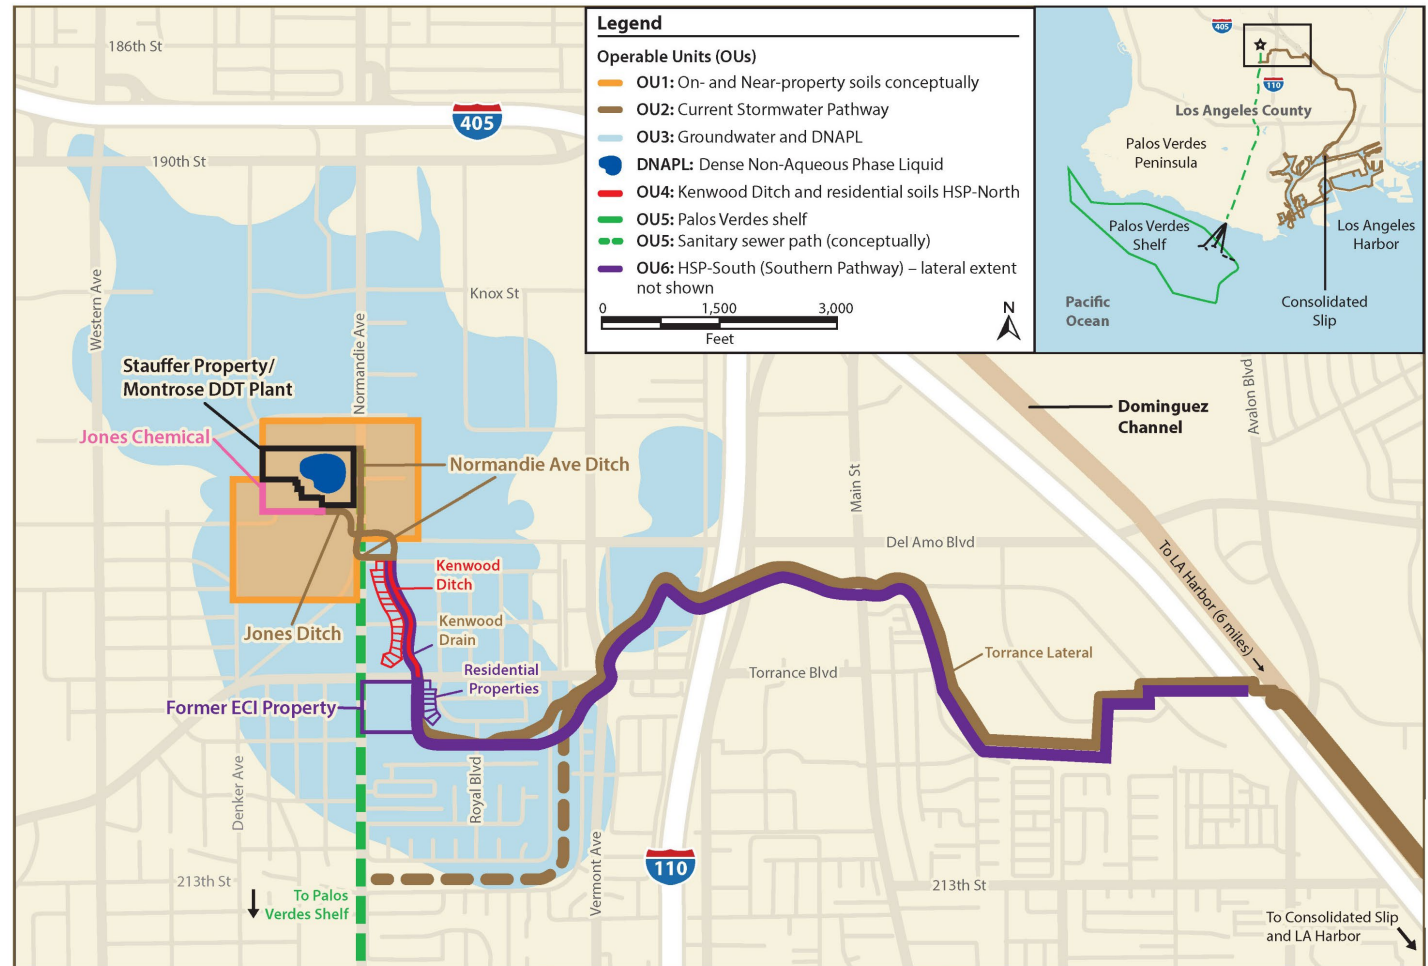 Legend
Operable Units (OUs)
OU1: On- and Near-property soils conceptually
OU2: Current Stormwater Pathway
OU3: Groundwater and DNAPL
DNAPL: Dense Non-Aqueous Phase Liquid
OU4: Kenwood Ditch and residential soils HSP-North
OU5: Palos Verdes shelf
OU5: Sanitary sewer path (conceptually)
OU6: HSP-South (Southern Pathway) – lateral extent
not shown
0 1,500 3,000
Feet
N
405
110
Los Angeles County
Palos Verdes
Peninsula
Palos Verdes
Shelf
Los Angeles
Harbor
Pacific
Ocean
Consolidated
Slip
186th St
405
190th St
Western Ave
Normandie Ave
Knox St
Stauffer Property/
Montrose DDT Plant
Jones Chemical
Normandie Ave Ditch
Dominguez
Channel
Avalon Blvd
Main St
Del Amo Blvd
To LA Harbor (6 miles)
Kenwood
Ditch
Jones Ditch
Kenwood
Drain
Residential
Properties
Torrance Blvd
Torrance Lateral
Former ECI Property
Denker Ave
Royal Blvd
Vermont Ave
110
213th St
213th St
To Palos
Verdes Shelf
To Consolidated Slip
and LA Harbor